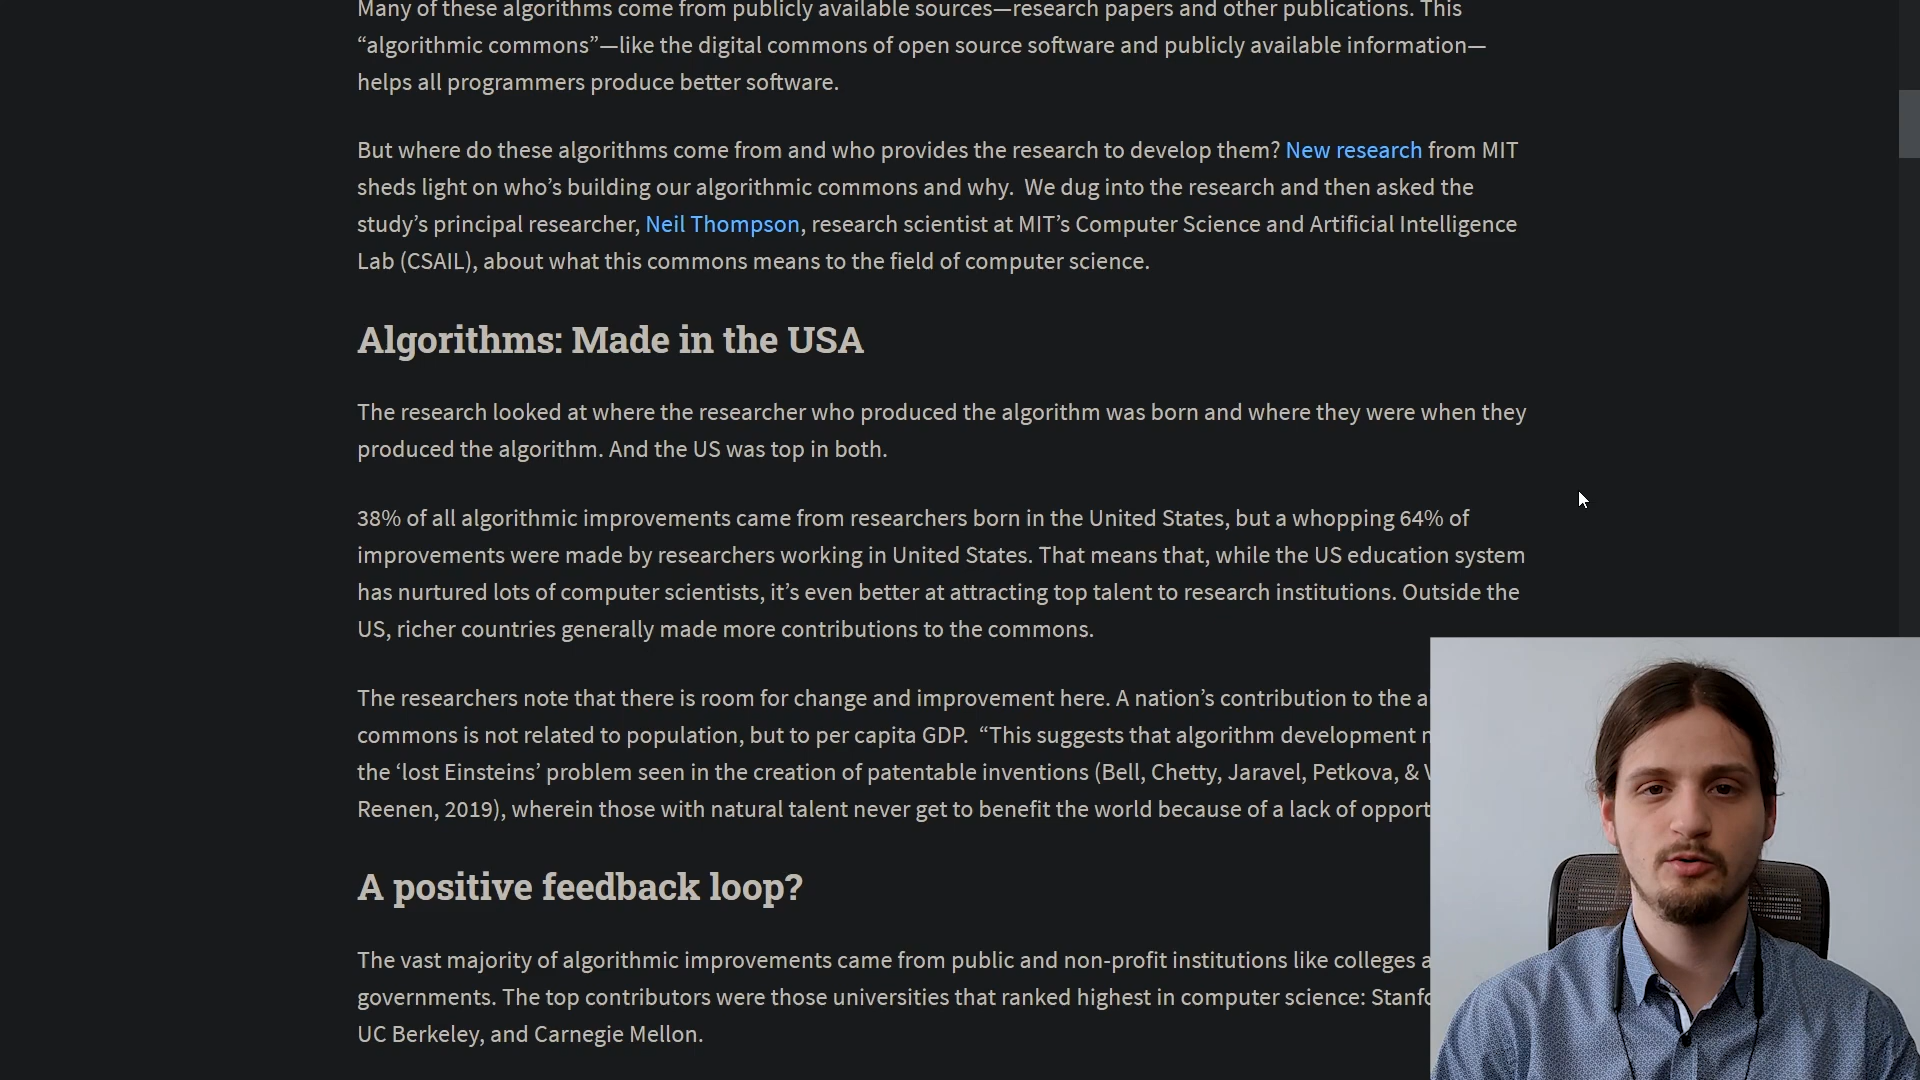 Many of these algorithms come from publicly available sources—research papers and other publications. This
“algorithmic commons”—like the digital commons of open source software and publicly available information—
helps all programmers produce better software.
But where do these algorithms come from and who provides the research to develop them? New research from MIT
sheds light on who’s building our algorithmic commons and why.  We dug into the research and then asked the
study’s principal researcher, Neil Thompson, research scientist at MIT’s Computer Science and Artificial Intelligence
Lab (CSAIL), about what this commons means to the field of computer science.
Algorithms: Made in the USA
The research looked at where the researcher who produced the algorithm was born and where they were when they
produced the algorithm. And the US was top in both.
38% of all algorithmic improvements came from researchers born in the United States, but a whopping 64% of
improvements were made by researchers working in United States. That means that, while the US education system
has nurtured lots of computer scientists, it’s even better at attracting top talent to research institutions. Outside the
US, richer countries generally made more contributions to the commons.
The researchers note that there is room for change and improvement here. A nation’s contribution to the
commons is not related to population, but to per capita GDP.  “This suggests that algorithm development
the ‘lost Einsteins’ problem seen in the creation of patentable inventions (Bell, Chetty, Jaravel, Petkova, &
Reenen, 2019), wherein those with natural talent never get to benefit the world because of a lack of
A positive feedback loop?
The vast majority of algorithmic improvements came from public and non-profit institutions like colleges
governments. The top contributors were those universities that ranked highest in computer science:
UC Berkeley, and Carnegie Mellon.